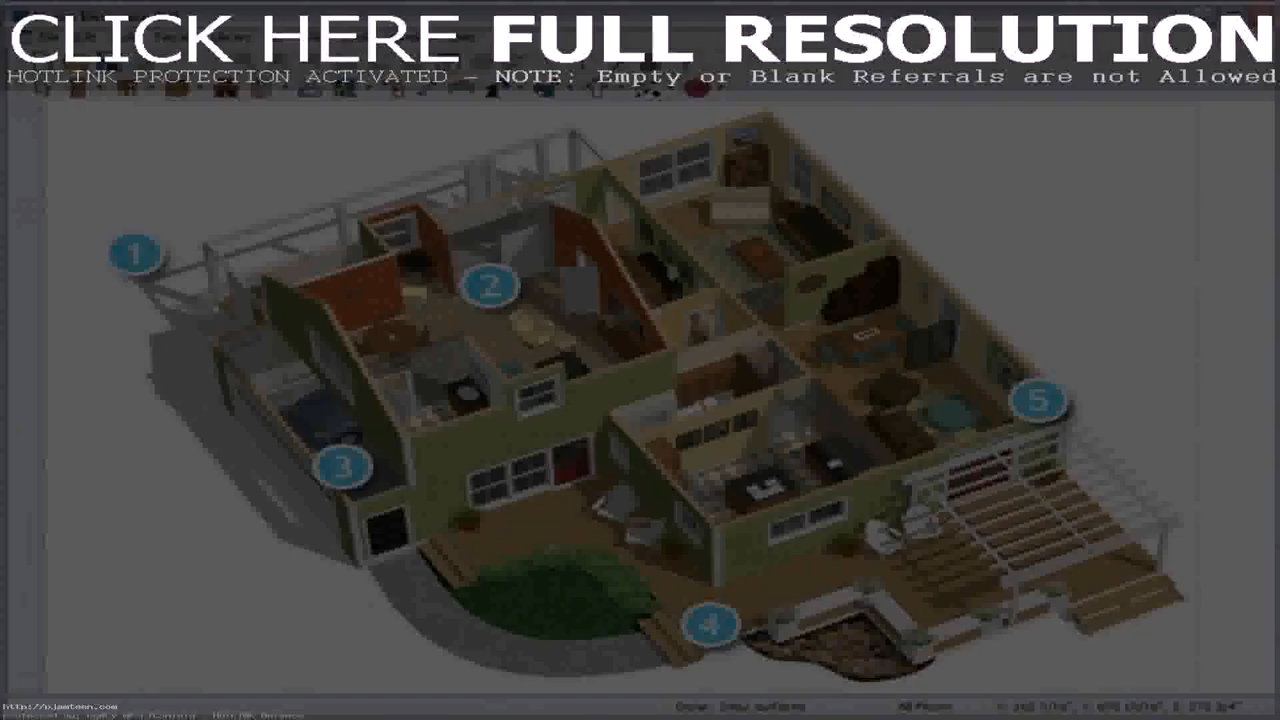 CLICK HERE FULL RESOLUTION
HOTLINK PROTECTION ACTIVATED – NOTE: Empty or Blank Referrals are not Allowed
1
2
5
3
4